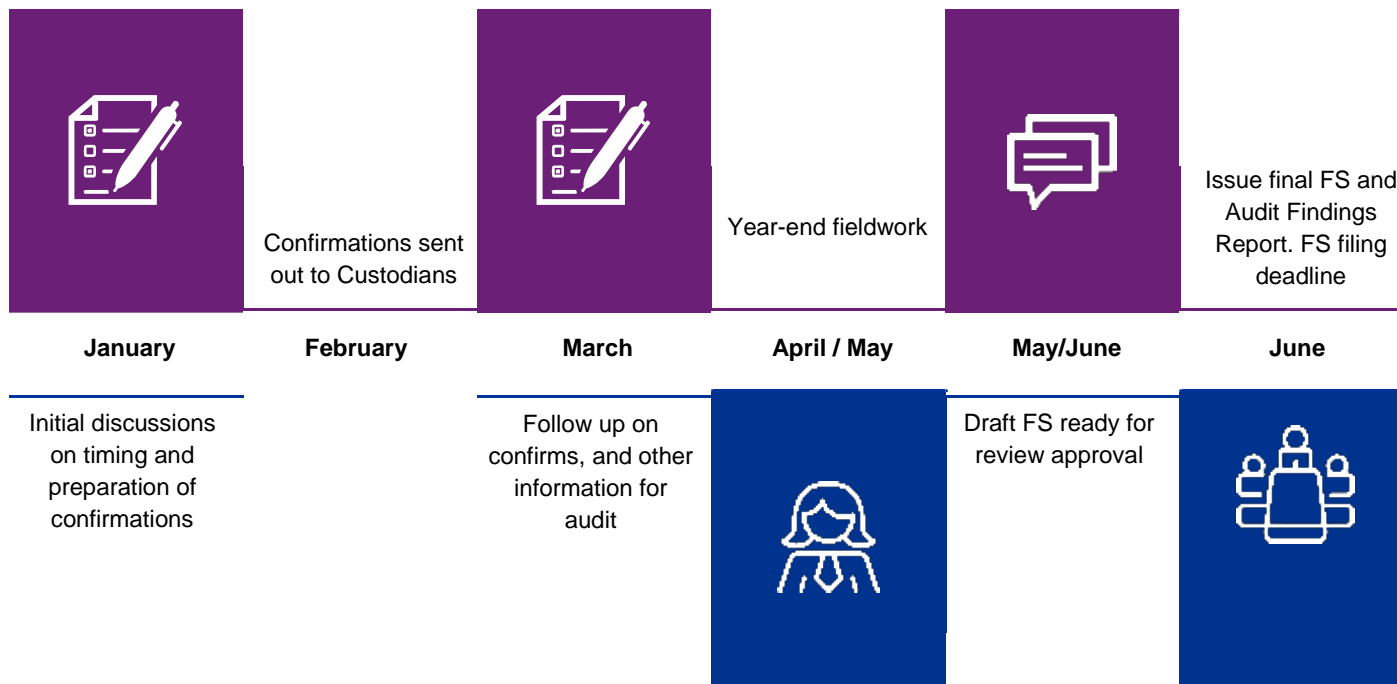 Confirmations sent
out to Custodians
Year-end fieldwork
Issue final FS and
Audit Findings
Report. FS filing
deadline
January
February
March
April / May
May/June
June
Initial discussions
on timing and
preparation of
confirmations
Follow up on
confirms, and other
information for
audit
Draft FS ready for
review approval